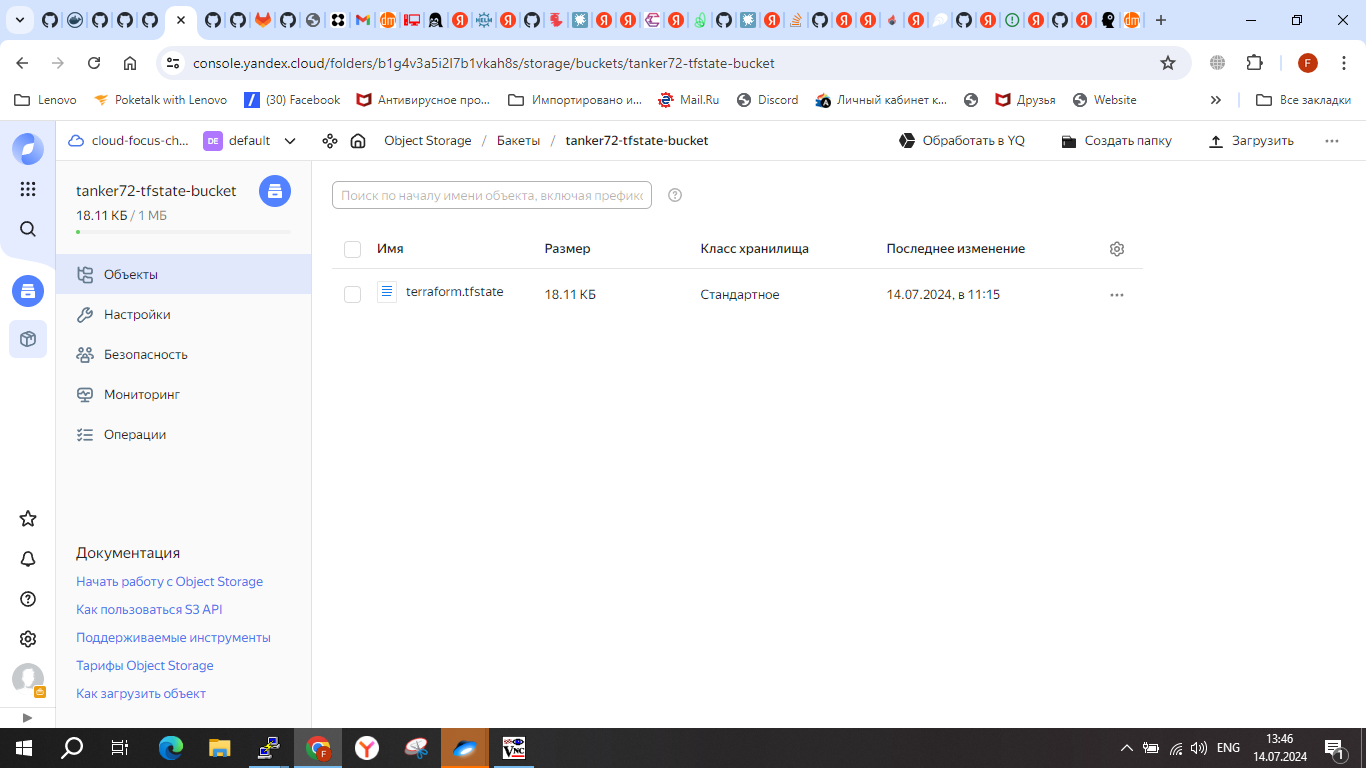 console.yandex.cloud/folders/b1g4v3a5i2l7b1vkah8s/storage/buckets/tanker72-tfstate-bucket
Lenovo
Poketalk with Lenovo
(30) Facebook
Антивирусное про...
Импортировано и...
Mail.Ru
Discord
Личный кабинет к...
Друзья
Website
Все закладки
cloud-focus-ch...
DE
default
Object Storage / Бакеты / tanker72-tfstate-bucket
Обработать в YQ
Создать папку
Загрузить
tanker72-tfstate-bucket
18.11 КБ / 1 МБ
Объекты
Настройки
Безопасность
Мониторинг
Операции
Документация
Начать работу с Object Storage
Как пользоваться S3 API
Поддерживаемые инструменты
Тарифы Object Storage
Как загрузить объект
Поиск по началу имени объекта, включая префикс
Имя Размер Класс хранилища Последнее изменение
terraform.tfstate 18.11 КБ Стандартное 14.07.2024, в 11:15
ENG
13:46
14.07.2024
1